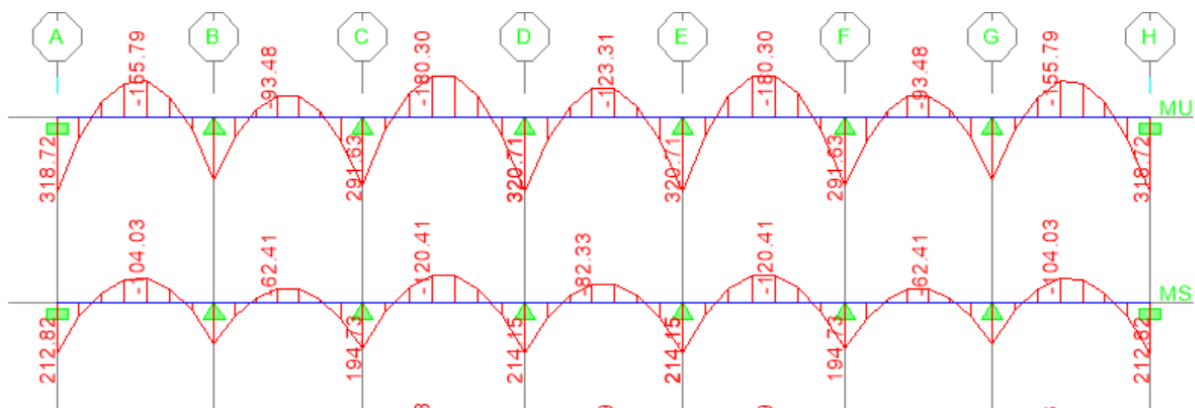 A B C D E F G H
-155.79 -93.48 -180.30 -123.31 -180.30 -93.48 -155.79
MU
318.72 291.63 320.71 320.71 291.63 318.72
-104.03 -62.41 -120.41 -82.33 -120.41 -62.41 -104.03
MS
212.82 194.73 214.15 214.15 194.73 212.82